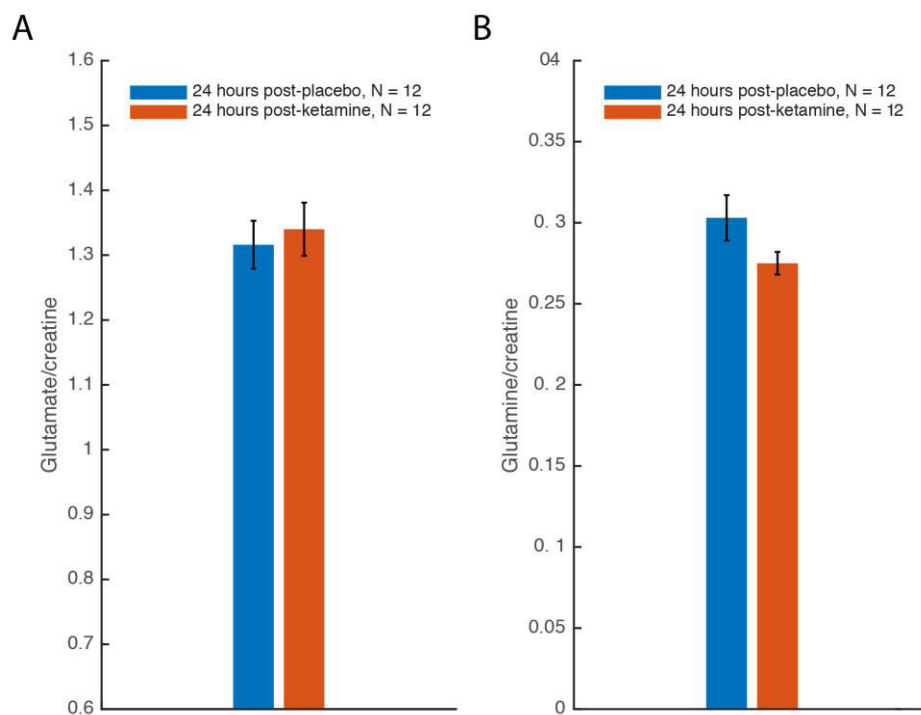 A
Glutamate/creatine
1.6
1.5
1.4
1.3
1.2
1.1
1
0.9
0.8
0.7
0.6
24 hours post-placebo, N = 12
24 hours post-ketamine, N = 12
B
Glutamine/creatine
04
0.35
0.3
0.25
0. 2
0.15
0. 1
0.05
0
24 hours post-placebo, N = 12
24 hours post-ketamine, N = 12